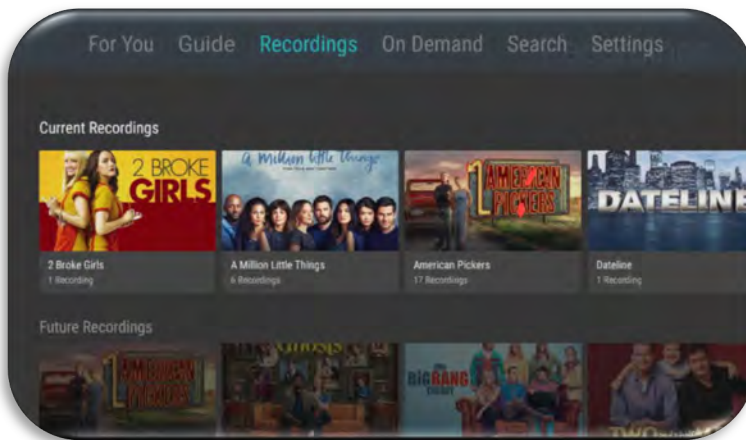 For You Guide Recordings On Demand Search Settings
Current Recordings
2 BROKE
GIRLS
a million little things
AMERICAN
PICKERS
DATELINE
2 Broke Girls
A Million Little Things
American Pickers
Dateline
1 Recording
6 Recordings
17 Recordings
1 Recording
Future Recordings
AMERICAN
PICKERS
GHOSTS
THE
BIG BANG
THEORY
TWO